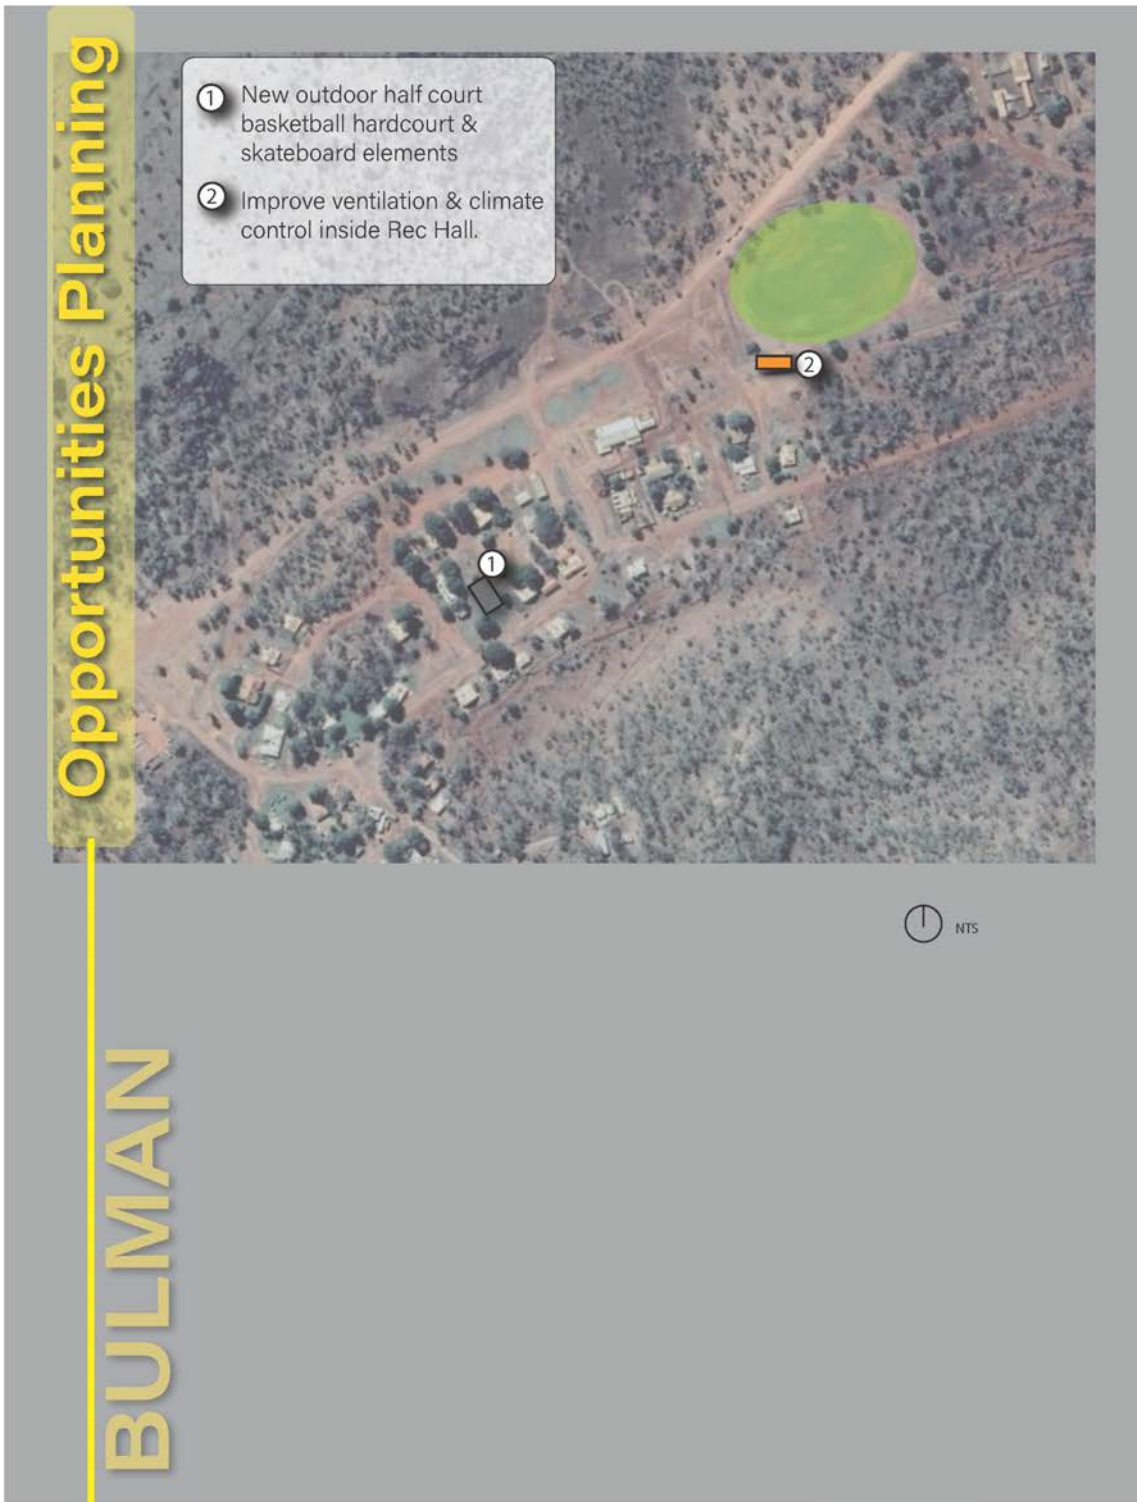 Opportunities Planning
1 New outdoor half court
basketball hardcourt &
skateboard elements
2 Improve ventilation & climate
control inside Rec Hall.
2
1
NTS
BULMAN